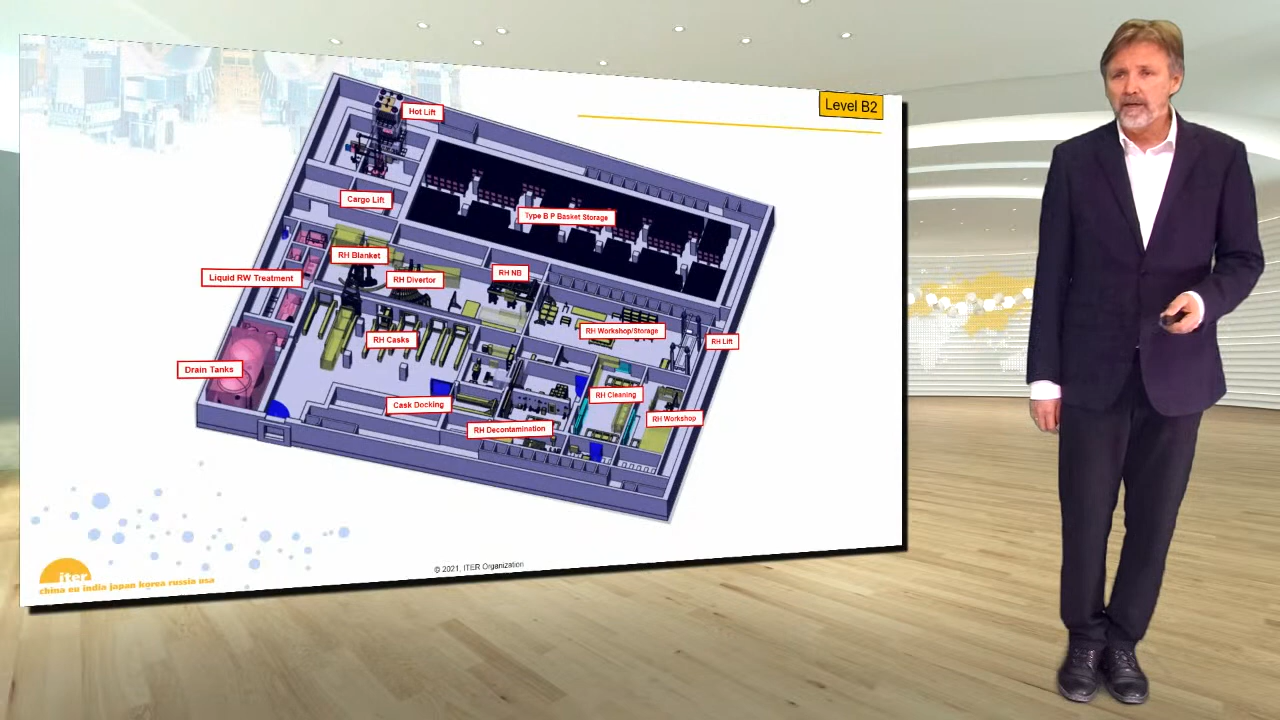 Level B2
Hot Lift
Cargo Lift
Type B P Basket Storage
RH Blanket
Liquid RW Treatment
RH Divertor
RH NB
RH Casks
RH Workshop/Storage
RH Lift
Drain Tanks
Cask Docking
RH Cleaning
RH Workshop
RH Decontamination
iter
china eu india japan korea russia usa
© 2021, ITER Organization